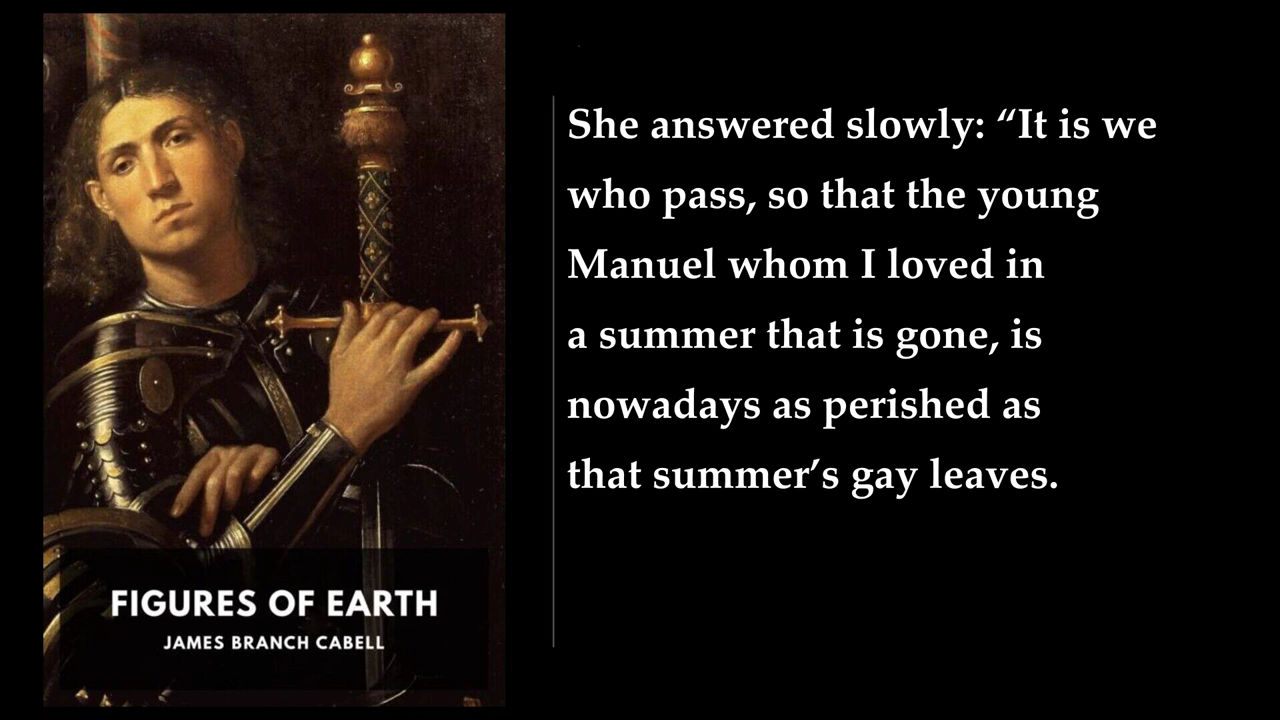 She answered slowly: “It is we
who pass, so that the young
Manuel whom I loved in
a summer that is gone, is
nowadays as perished as
that summer’s gay leaves.
FIGURES OF EARTH
JAMES BRANCH CABELL